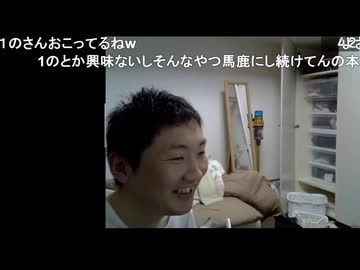 1のさんおこってるねw
1のとか興味ないしそんなやつ馬鹿にし続けてんの本